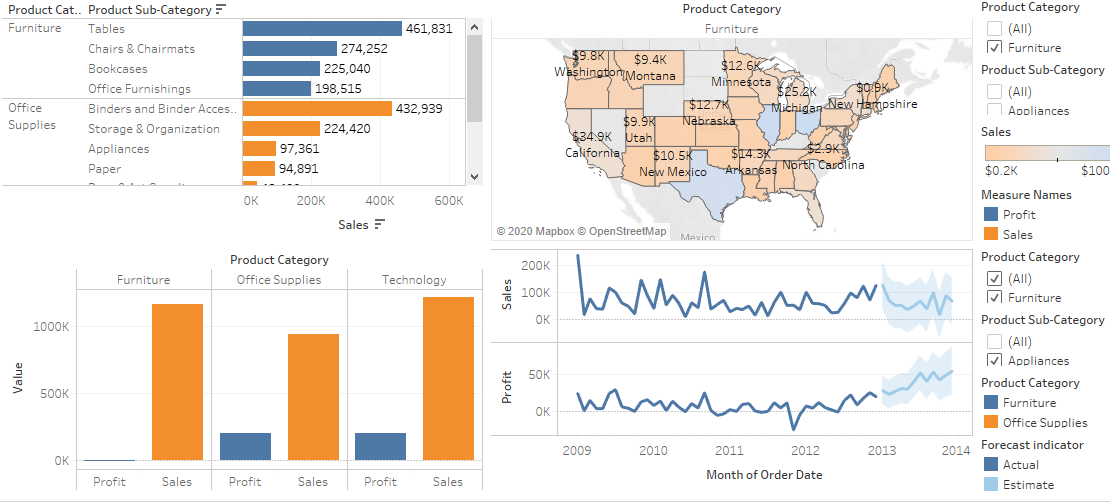 Product Cat.. Product Sub-Category
Furniture Tables 461,831
Chairs & Chairmats 274,252
Bookcases 225,040
Office Furnishings 198,515
Office Supplies Binders and Binder Acces.. 432,939
Storage & Organization 224,420
Appliances 97,361
Paper 94,891
0K 200K 400K 600K
Sales
Product Category
Furniture
$9.8K
Washington
$9.4K
Montana
$12.6K
Minnesota
$25.2K
Michigan
$0.9K
New Hampshire
$12.7K
Nebraska
$9.9K
Utah
$34.9K
California
$10.5K
New Mexico
$14.3K
Arkansas
$2.9K
North Carolina
© 2020 Mapbox © OpenStreetMap
Mexico
Product Category
(All)
Furniture
Product Sub-Category
(All)
Appliances
Sales
$0.2K $100
Measure Names
Profit
Sales
Product Category
(All)
Furniture
Product Sub-Category
(All)
Appliances
Product Category
Furniture
Office Supplies
Forecast indicator
Actual
Estimate
Product Category
Furniture Office Supplies Technology
Value
1000K
500K
0K
Profit Sales Profit Sales Profit Sales
Sales
200K
100K
0K
Profit
50K
0K
2009 2010 2011 2012 2013 2014
Month of Order Date